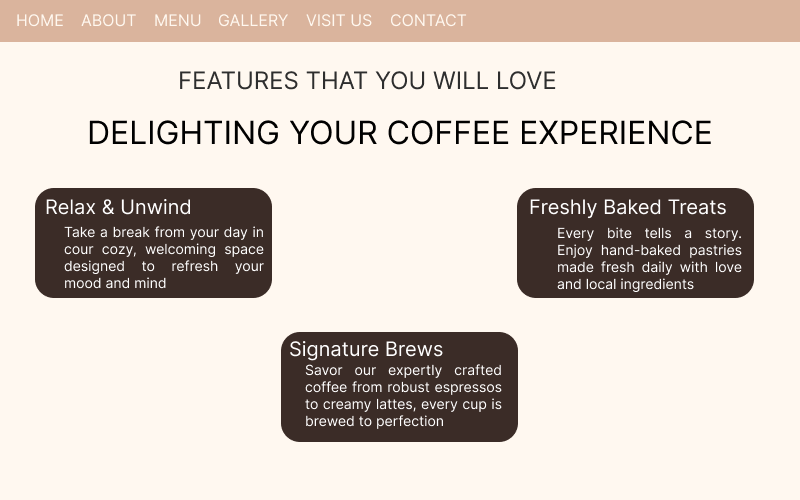 HOME ABOUT MENU GALLERY VISIT US CONTACT
FEATURES THAT YOU WILL LOVE
DELIGHTING YOUR COFFEE EXPERIENCE
Relax & Unwind
Take a break from your day in
cour cozy, welcoming space
designed to refresh your
mood and mind
Freshly Baked Treats
Every bite tells a story.
Enjoy hand-baked pastries
made fresh daily with love
and local ingredients
Signature Brews
Savor our expertly crafted
coffee from robust espressos
to creamy lattes, every cup is
brewed to perfection